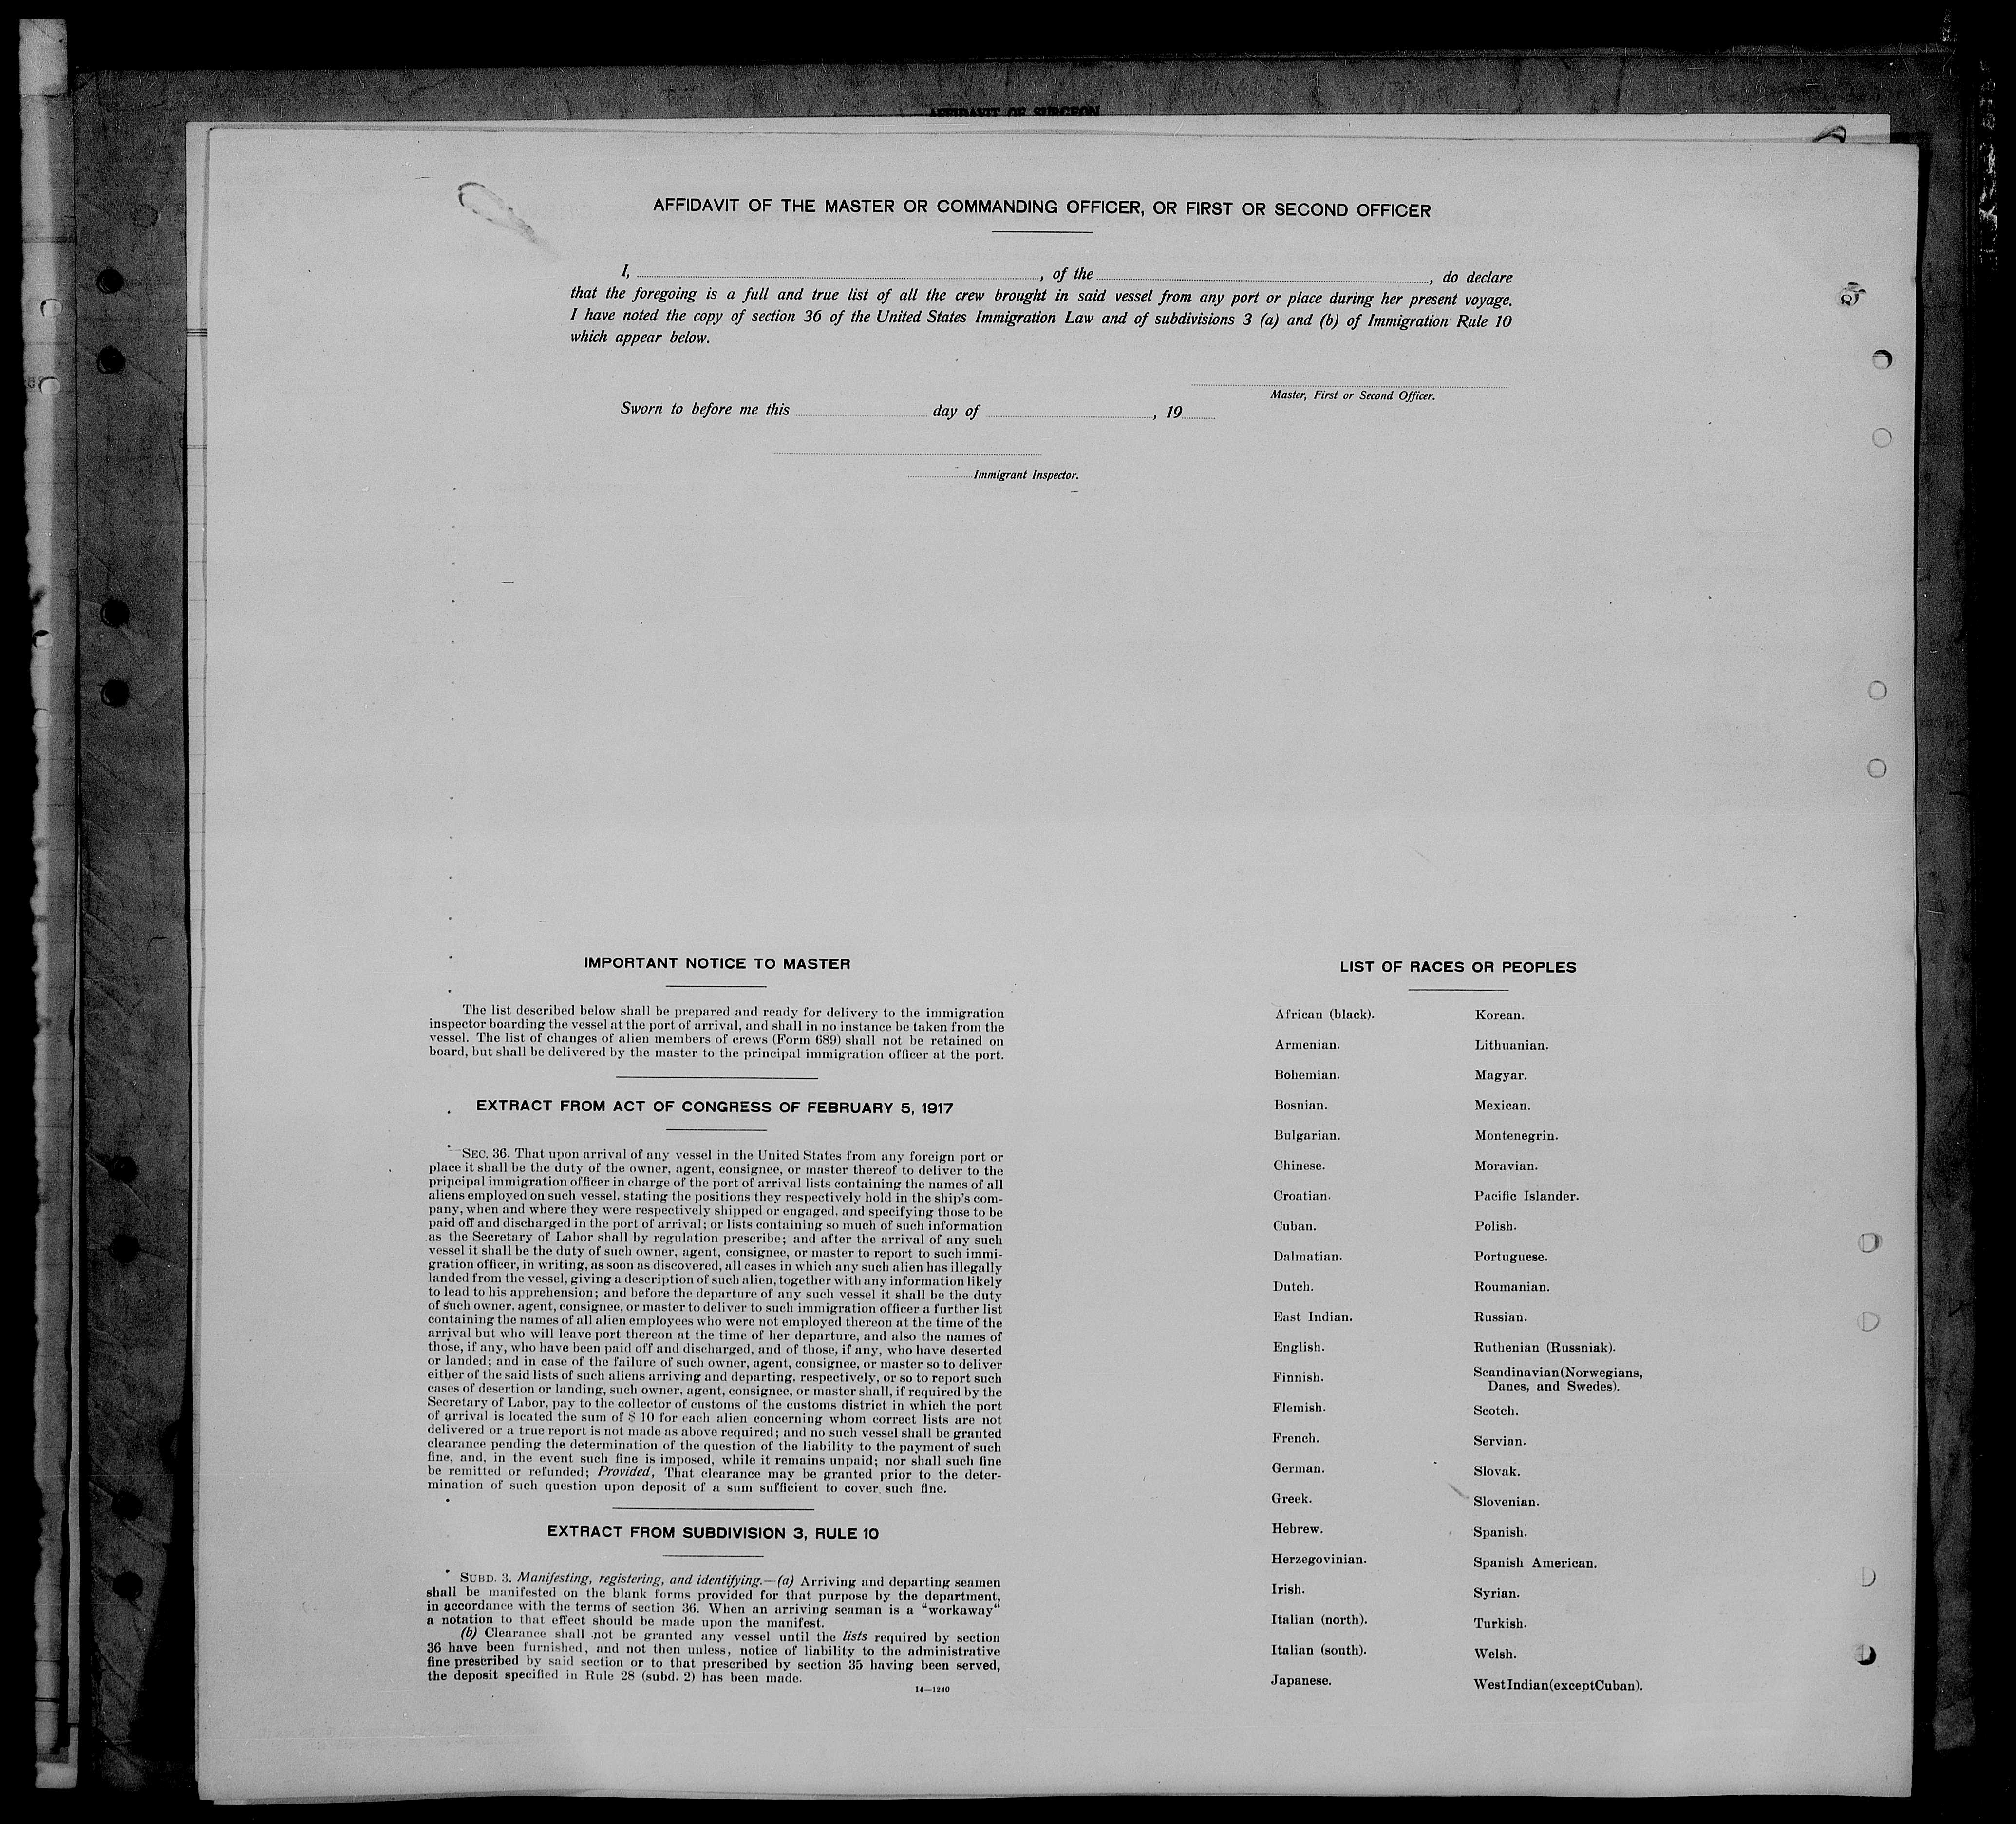 AFFIDAVIT OF SURGEON
AFFIDAVIT OF THE MASTER OR COMMANDING OFFICER, OR FIRST OR SECOND OFFICER
I, , of the , do declare
that the foregoing is a full and true list of all the crew brought in said vessel from any port or place during her present voyage.
I have noted the copy of section 36 of the United States Immigration Law and of subdivisions 3 (a) and (b) of Immigration Rule 10
which appear below.
Master, First or Second Officer.
Sworn to before me this day of , 19
Immigrant Inspector.
IMPORTANT NOTICE TO MASTER
The list described below shall be prepared and ready for delivery to the immigration
inspector boarding the vessel at the port of arrival, and shall in no instance be taken from the
vessel. The list of changes of alien members of crews (Form 689) shall not be retained on
board, but shall be delivered by the master to the principal immigration officer at the port.
EXTRACT FROM ACT OF CONGRESS OF FEBRUARY 5, 1917
SEC. 36. That upon arrival of any vessel in the United States from any foreign port or
place it shall be the duty of the owner, agent, consignee, or master thereof to deliver to the
principal immigration officer in charge of the port of arrival lists containing the names of all
aliens employed on such vessel, stating the positions they respectively hold in the ship's com-
pany, when and where they were respectively shipped or engaged, and specifying those to be
paid off and discharged in the port of arrival; or lists containing so much of such information
as the Secretary of Labor shall by regulation prescribe; and after the arrival of any such
vessel it shall be the duty of such owner, agent, consignee, or master to report to such immi-
gration officer, in writing, as soon as discovered, all cases in which any such alien has illegally
landed from the vessel, giving a description of such alien, together with any information likely
to lead to his apprehension; and before the departure of any such vessel it shall be the duty
of such owner, agent, consignee, or master to deliver to such immigration officer a further list
containing the names of all alien employees who were not employed thereon at the time of the
arrival but who will leave port thereon at the time of her departure, and also the names of
those, if any, who have been paid off and discharged, and of those, if any, who have deserted
or landed; and in case of the failure of such owner, agent, consignee, or master so to deliver
either of the said lists of such aliens arriving and departing, respectively, or so to report such
cases of desertion or landing, such owner, agent, consignee, or master shall, if required by the
Secretary of Labor, pay to the collector of customs of the customs district in which the port
of arrival is located the sum of $ 10 for each alien concerning whom correct lists are not
delivered or a true report is not made as above required; and no such vessel shall be granted
clearance pending the determination of the question of the liability to the payment of such
fine, and, in the event such fine is imposed, while it remains unpaid; nor shall such fine
be remitted or refunded; Provided, That clearance may be granted prior to the deter-
mination of such question upon deposit of a sum sufficient to cover such fine.
EXTRACT FROM SUBDIVISION 3, RULE 10
SUBD. 3. Manifesting, registering, and identifying.—(a) Arriving and departing seamen
shall be manifested on the blank forms provided for that purpose by the department,
in accordance with the terms of section 36. When an arriving seaman is a "workaway"
a notation to that effect should be made upon the manifest.
(b) Clearance shall not be granted any vessel until the lists required by section
36 have been furnished, and not then unless, notice of liability to the administrative
fine prescribed by said section or to that prescribed by section 35 having been served,
the deposit specified in Rule 28 (subd. 2) has been made.
14—1240
LIST OF RACES OR PEOPLES
African (black).
Armenian.
Bohemian.
Bosnian.
Bulgarian.
Chinese.
Croatian.
Cuban.
Dalmatian.
Dutch.
East Indian.
English.
Finnish.
Flemish.
French.
German.
Greek.
Hebrew.
Herzegovinian.
Irish.
Italian (north).
Italian (south).
Japanese.
Korean.
Lithuanian.
Magyar.
Mexican.
Montenegrin.
Moravian.
Pacific Islander.
Polish.
Portuguese.
Roumanian.
Russian.
Ruthenian (Russniak).
Scandinavian (Norwegians,
Danes, and Swedes).
Scotch.
Servian.
Slovak.
Slovenian.
Spanish.
Spanish American.
Syrian.
Turkish.
Welsh.
West Indian (except Cuban).